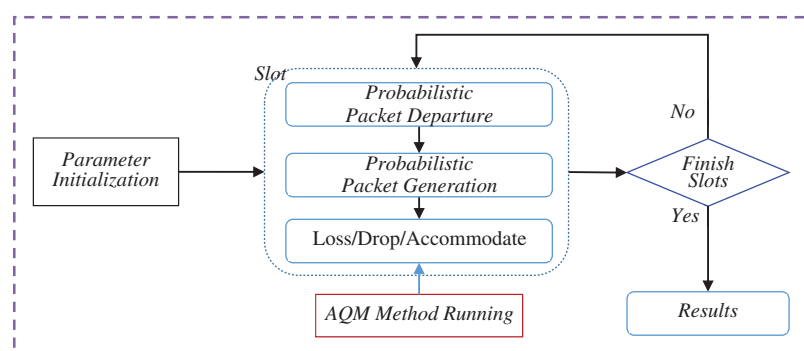 Slot
Probabilistic
Packet Departure
No
Parameter
Initialization
Probabilistic
Packet Generation
Finish
Slots
Yes
Loss/Drop/Accommodate
AQM Method Running
Results